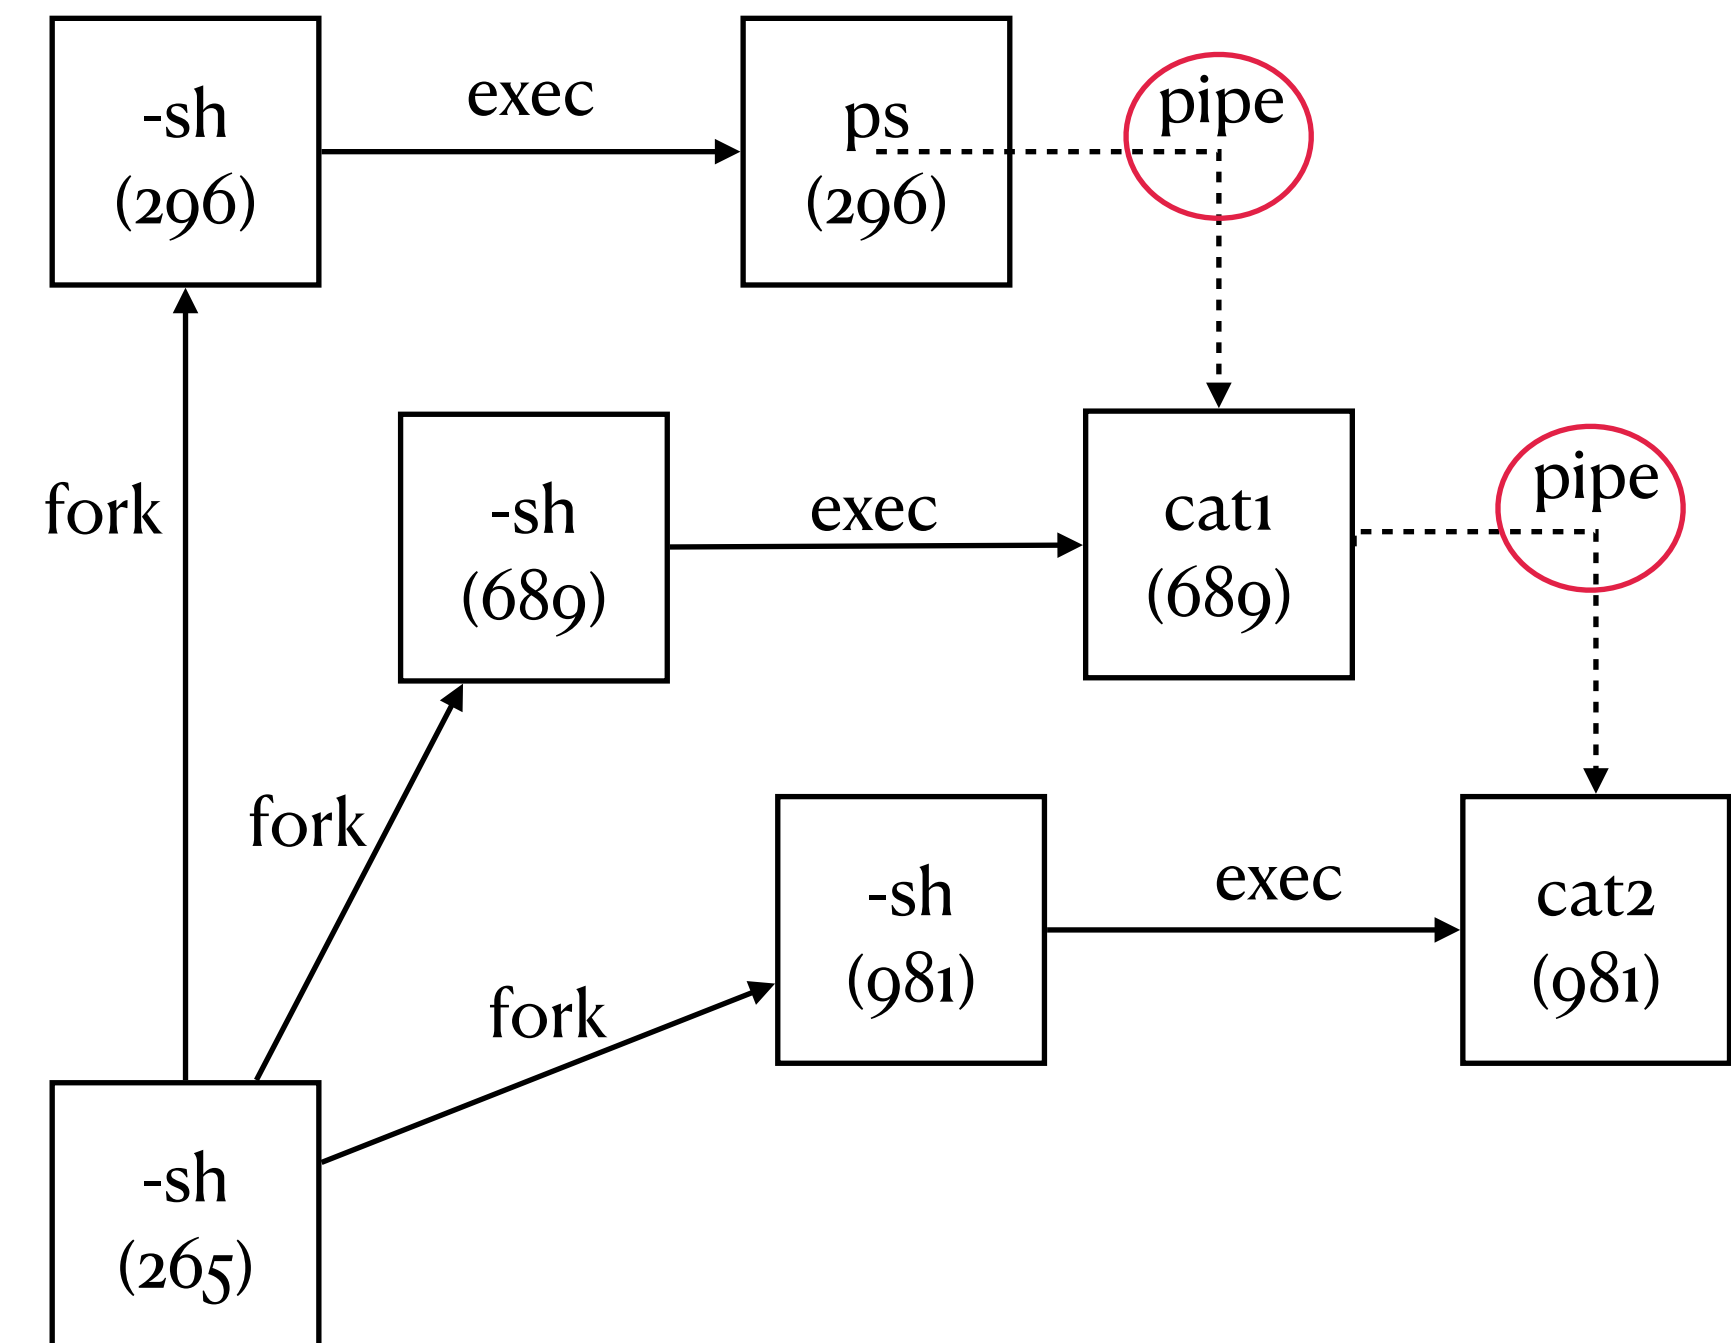 -sh
(296)
exec
ps
(296)
pipe
fork
-sh
(689)
exec
cat1
(689)
pipe
fork
-sh
(981)
exec
cat2
(981)
fork
-sh
(265)